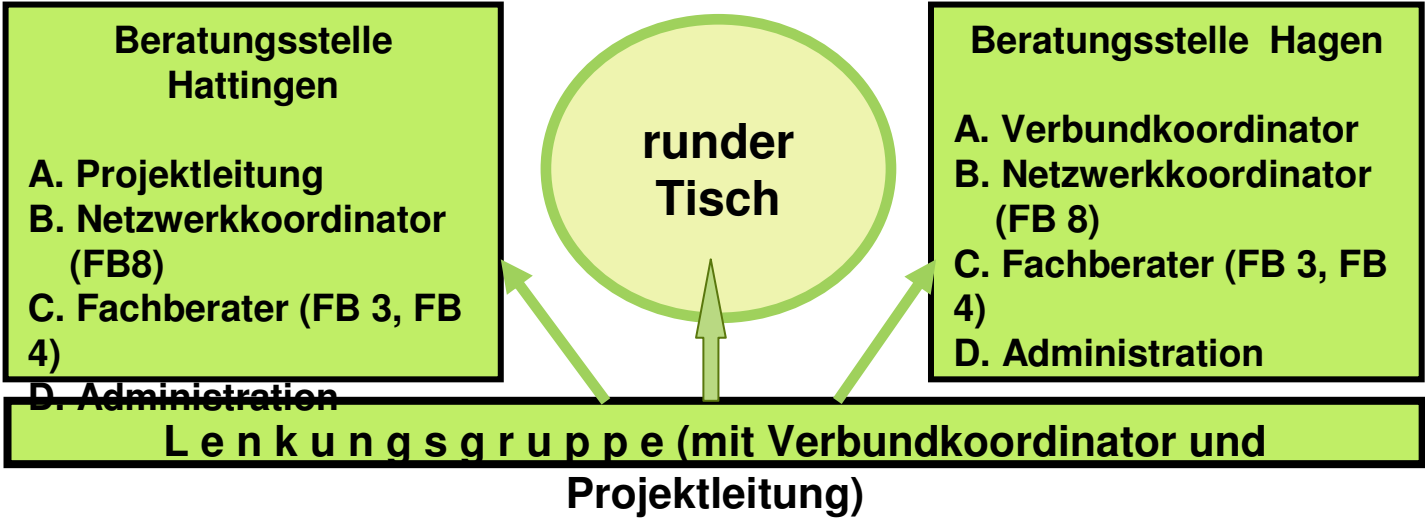 Beratungsstelle
Hattingen
A. Projektleitung
B. Netzwerkkoordinator
(FB8)
C. Fachberater (FB 3, FB
4)
D. Administration
runder
Tisch
Beratungsstelle Hagen
A. Verbundkoordinator
B. Netzwerkkoordinator
(FB 8)
C. Fachberater (FB 3, FB
4)
D. Administration
L e n k u n g s g r u p p e (mit Verbundkoordinator und
Projektleitung)